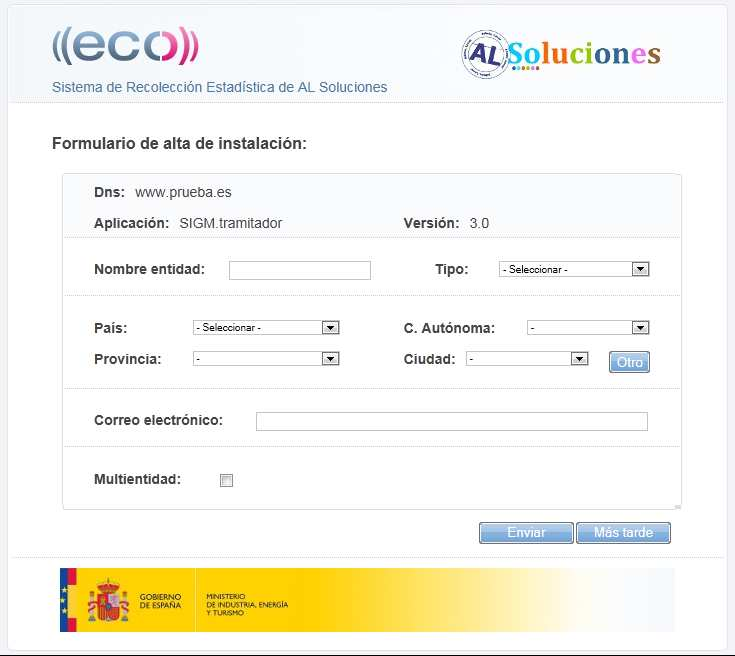 ((eco))
AL Soluciones
Sistema de Recolección Estadística de AL Soluciones
Formulario de alta de instalación:
Dns: www.prueba.es
Aplicación: SIGM.tramitador Versión: 3.0
Nombre entidad: Tipo: - Seleccionar -
País: - Seleccionar - C. Autónoma: -
Provincia: - Ciudad: - Otro
Correo electrónico:
Multientidad:
Enviar Más tarde
GOBIERNO
DE ESPAÑA
MINISTERIO
DE INDUSTRIA, ENERGÍA
Y TURISMO